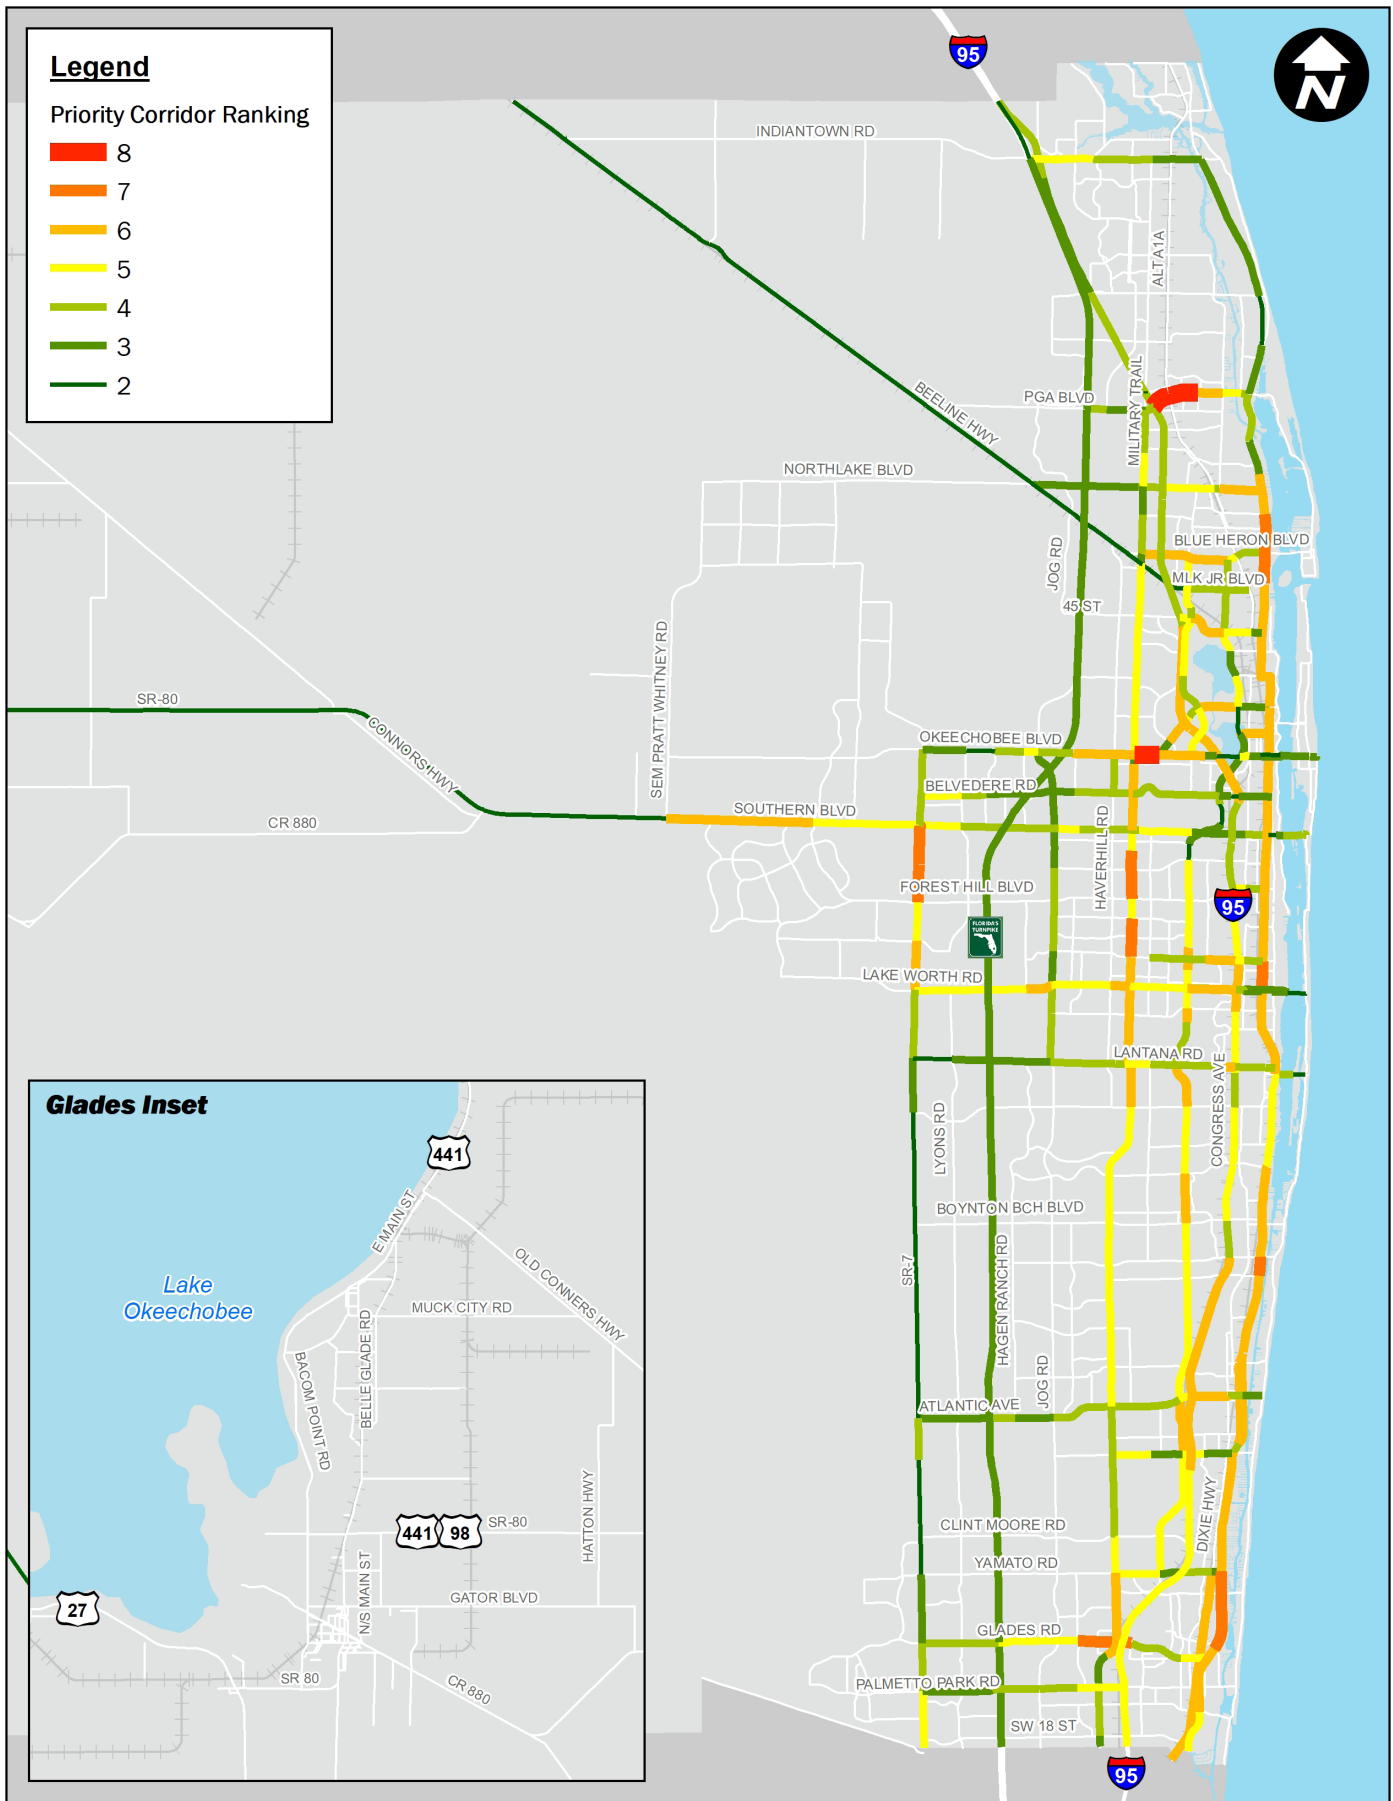 Legend
Priority Corridor Ranking
8
7
6
5
4
3
2
95
N
INDIANTOWN RD
ALT A1A
BEELINE HWY
PGA BLVD
MILITARY TRAIL
NORTHLAKE BLVD
BLUE HERON BLVD
JOG RD
MLK JR BLVD
45 ST
SEM PRATT WHITNEY RD
SR-80
CONNORS HWY
OKEECHOBEE BLVD
BELVEDERE RD
SOUTHERN BLVD
CR 880
HAVERHILL RD
FOREST HILL BLVD
95
FLORIDA'S
TURNPIKE
LAKE WORTH RD
LANTANA RD
CONGRESS AVE
LYONS RD
BOYNTON BCH BLVD
SR-7
HAGEN RANCH RD
JOG RD
ATLANTIC AVE
DIXIE HWY
CLINT MOORE RD
YAMATO RD
GLADES RD
PALMETTO PARK RD
SW 18 ST
95
Glades Inset
441
E MAIN ST
OLD CONNERS HWY
Lake
Okeechobee
MUCK CITY RD
BELLE GLADE RD
BACOM POINT RD
HATTON HWY
441
98
SR-80
N/S MAIN ST
27
GATOR BLVD
SR 80
CR 880